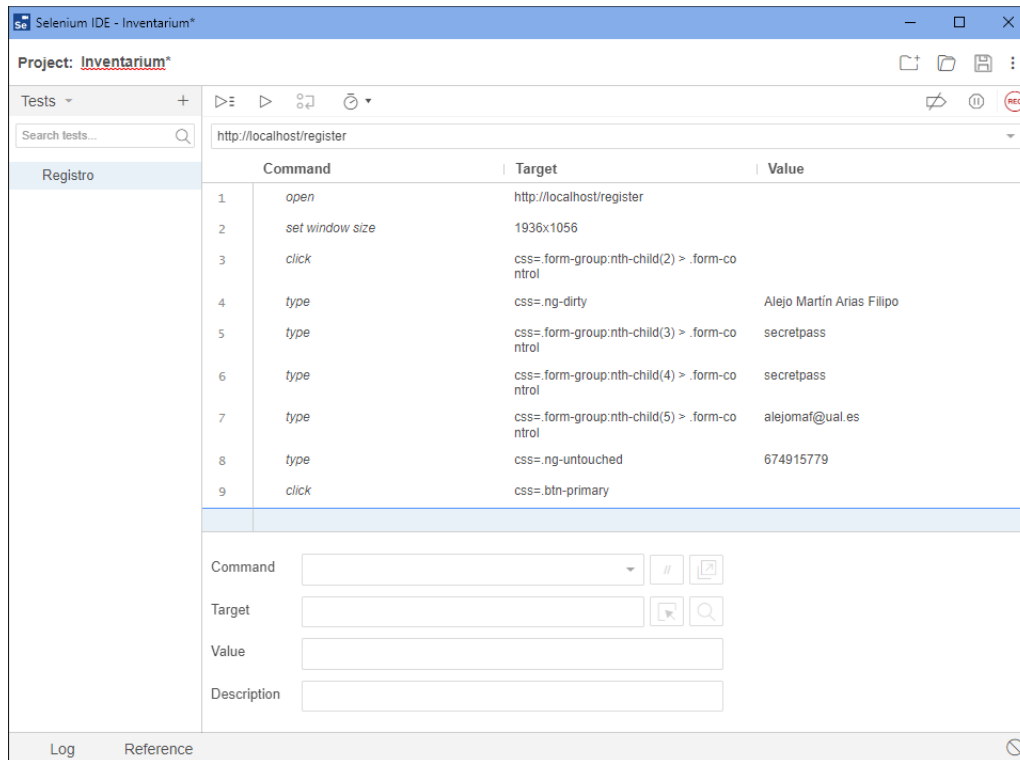 Selenium IDE - Inventarium*
Project: Inventarium*
Tests
Search tests...
http://localhost/register
Registro
Command Target Value
1 open http://localhost/register
2 set window size 1936x1056
3 click css=.form-group:nth-child(2) > .form-co
ntrol
4 type css=.ng-dirty Alejo Martín Arias Filipo
5 type css=.form-group:nth-child(3) > .form-co secretpass
ntrol
6 type css=.form-group:nth-child(4) > .form-co secretpass
ntrol
7 type css=.form-group:nth-child(5) > .form-co alejomaf@ual.es
ntrol
8 type css=.ng-untouched 674915779
9 click css=.btn-primary
Command //
Target
Value
Description
Log Reference
Se
REC